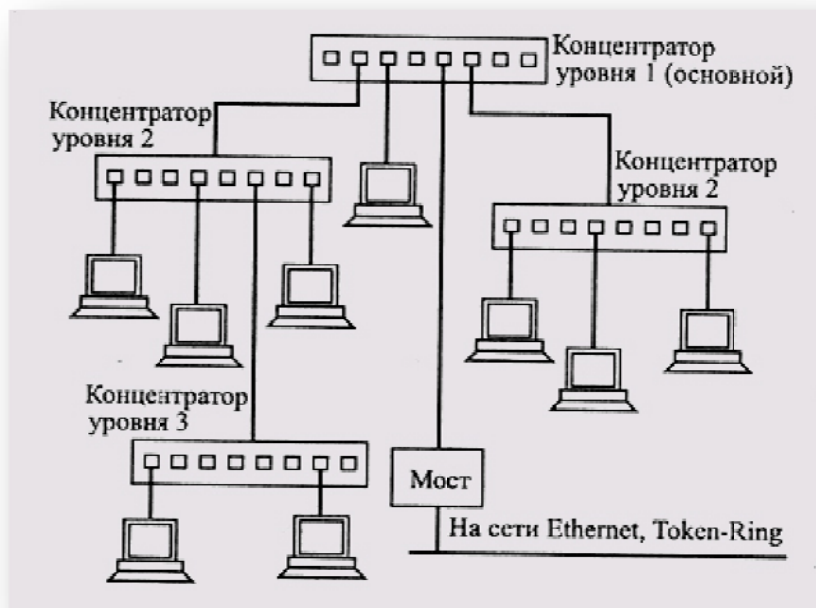 Концентратор
уровня 1 (основной)
Концентратор
уровня 2
Концентратор
уровня 2
Концентратор
уровня 3
Мост
На сети Ethernet, Token-Ring